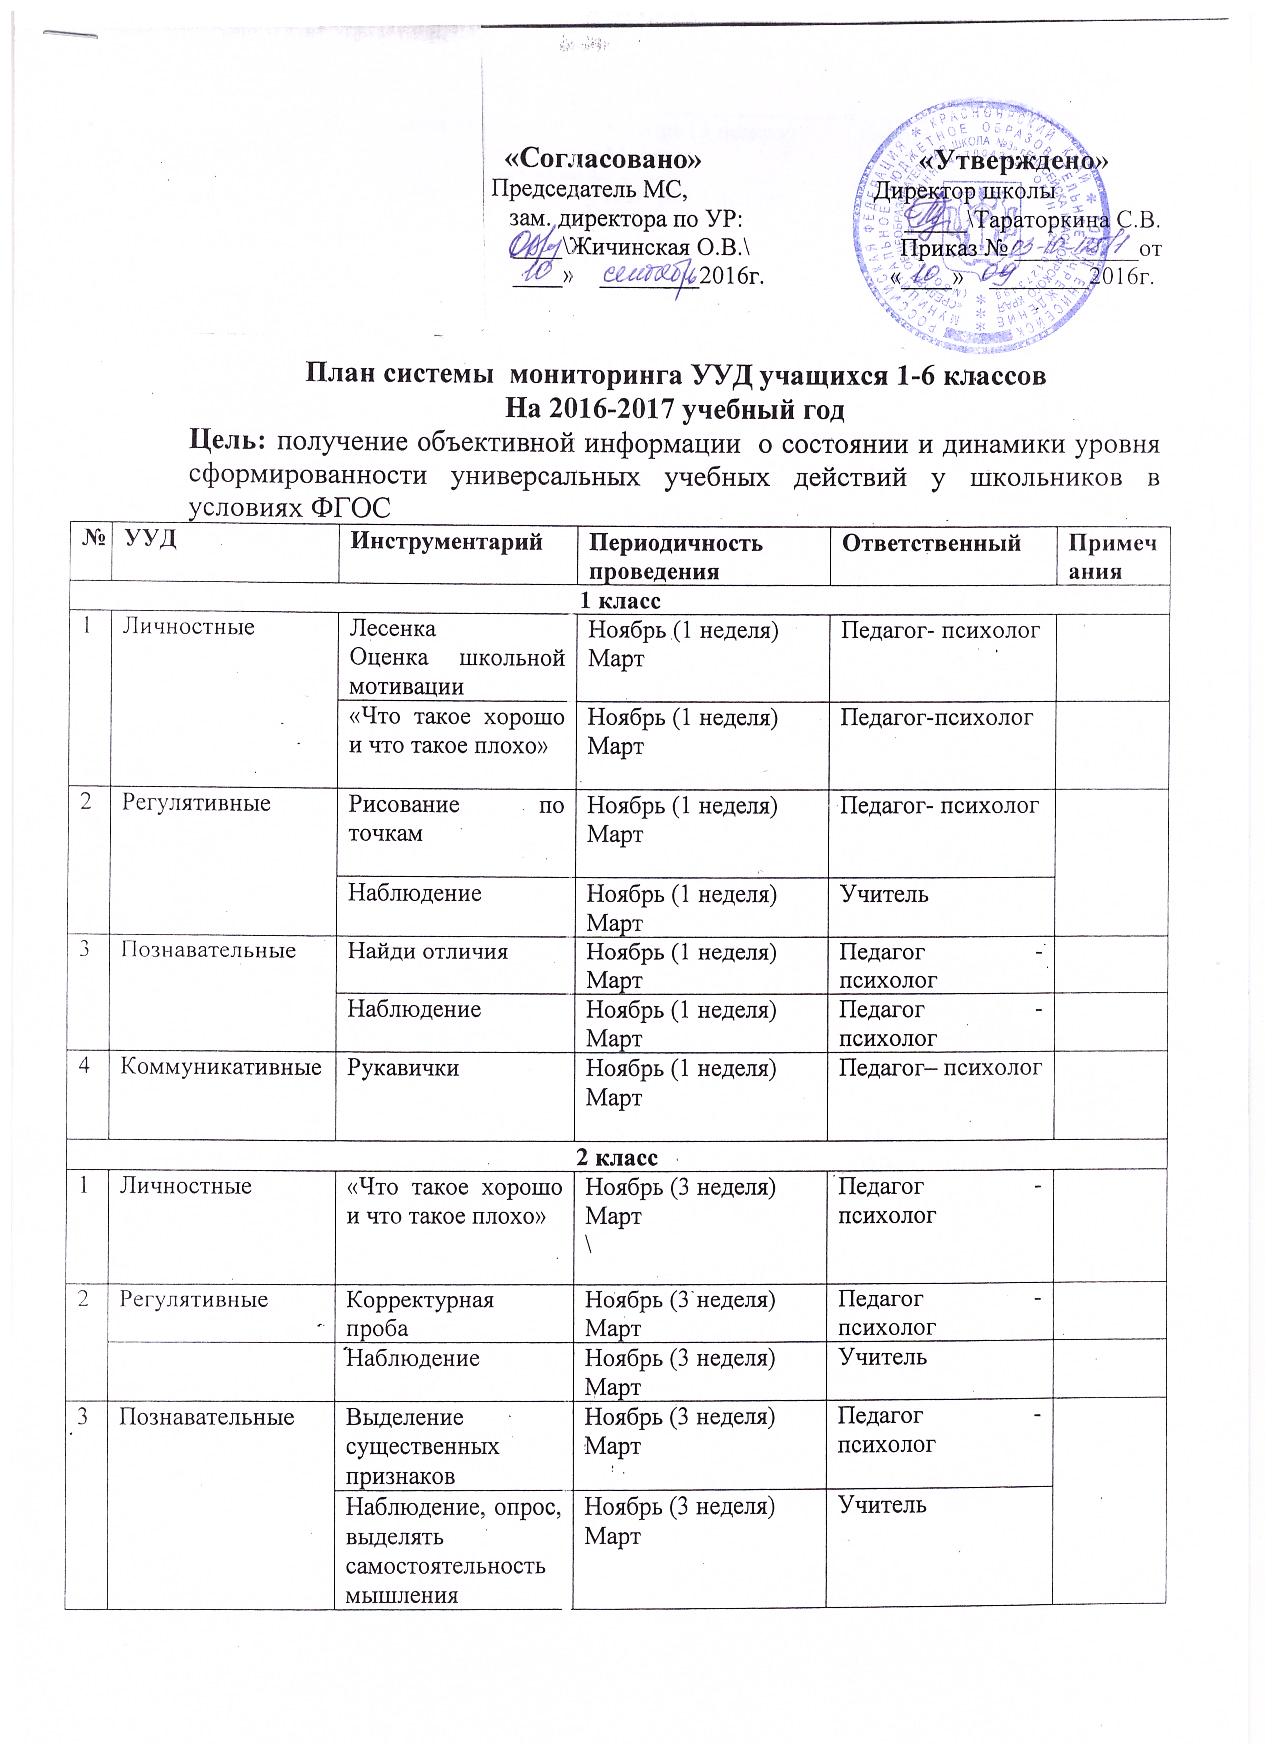 «Согласовано» «Утверждено»
Председатель МС, Директор школы
зам. директора по УР: \Тараторкина С.В.
\Жичинская О.В.\ Приказ № от
10 » сентября 2016г. « 10 » 09 2016г.
План системы мониторинга УУД учащихся 1-6 классов
На 2016-2017 учебный год
Цель: получение объективной информации о состоянии и динамики уровня
сформированности универсальных учебных действий у школьников в
условиях ФГОС
№ УУД Инструментарий Периодичность Ответственный Примеч
проведения ания
1 класс
1 Личностные Лесенка Ноябрь (1 неделя) Педагог- психолог
Оценка школьной Март
мотивации
«Что такое хорошо Ноябрь (1 неделя) Педагог-психолог
и что такое плохо» Март
2 Регулятивные Рисование по Ноябрь (1 неделя) Педагог- психолог
точкам Март
Наблюдение Ноябрь (1 неделя) Учитель
Март
3 Познавательные Найди отличия Ноябрь (1 неделя) Педагог -
Март психолог
Наблюдение Ноябрь (1 неделя) Педагог -
Март психолог
4 Коммуникативные Рукавички Ноябрь (1 неделя) Педагог– психолог
Март
2 класс
1 Личностные «Что такое хорошо Ноябрь (3 неделя) Педагог -
и что такое плохо» Март психолог
\
2 Регулятивные Корректурная Ноябрь (3 неделя) Педагог -
проба Март психолог
Наблюдение Ноябрь (3 неделя) Учитель
Март
3 Познавательные Выделение Ноябрь (3 неделя) Педагог -
существенных Март психолог
признаков
Наблюдение, опрос, Ноябрь (3 неделя) Учитель
выделять Март
самостоятельность
мышления